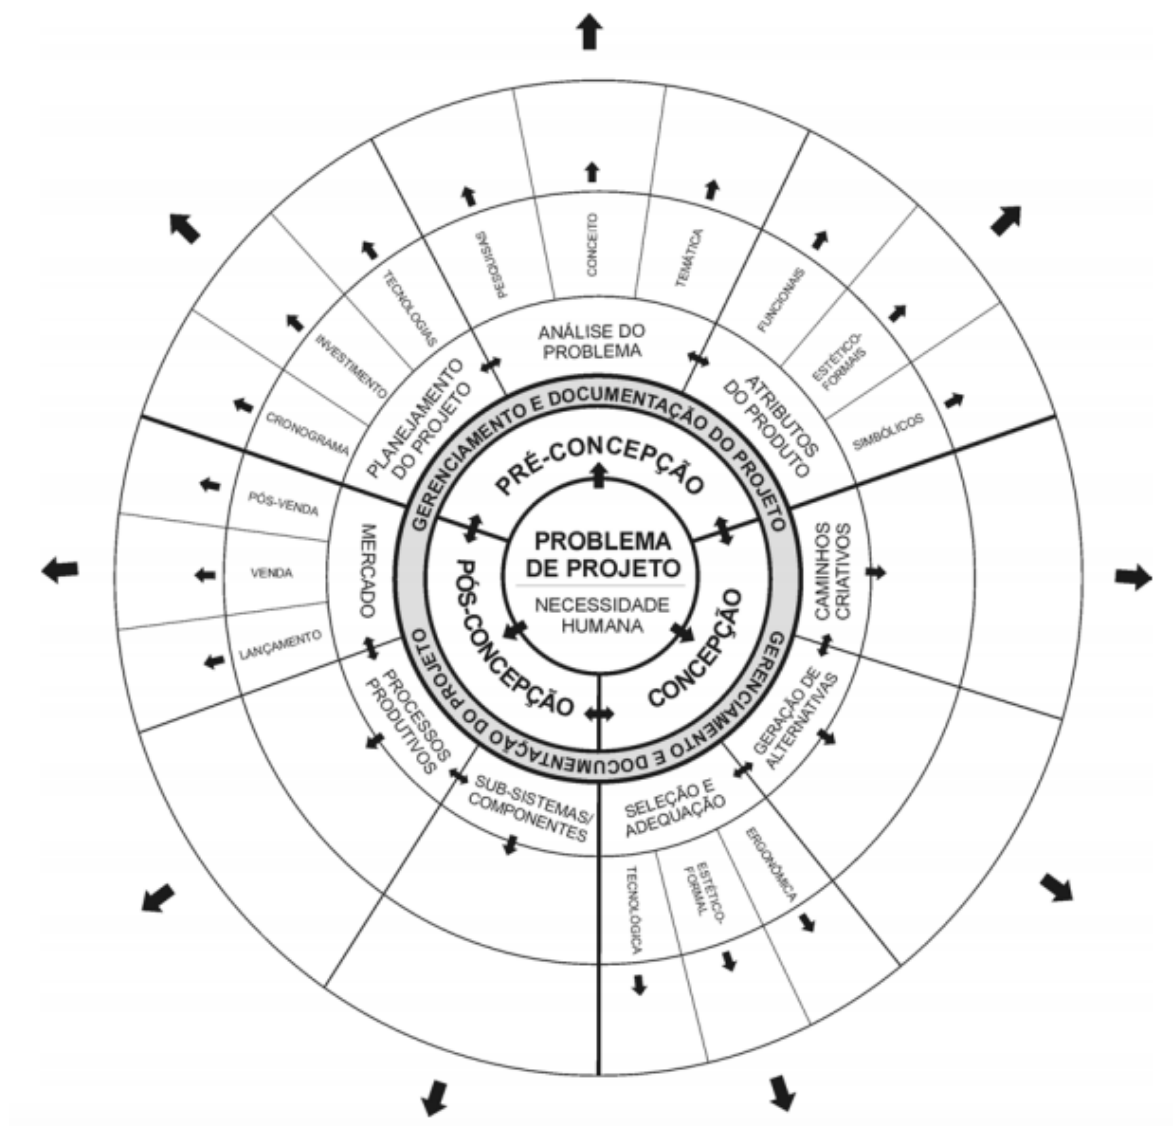 PROBLEMA
DE PROJETO
NECESSIDADE
HUMANA
PRÉ-CONCEPÇÃO
CONCEPÇÃO
PÓS-CONCEPÇÃO
GERENCIAMENTO E DOCUMENTAÇÃO DO PROJETO
GERENCIAMENTO E DOCUMENTAÇÃO DO PROJETO
PLANEJAMENTO
DO PROJETO
CRONOGRAMA
INVESTIMENTO
TECNOLOGIAS
ANÁLISE DO
PROBLEMA
PESQUISAS
CONCEITO
TEMÁTICA
ATRIBUTOS
DO PRODUTO
FUNCIONAIS
ESTÉTICO-
FORMAIS
SIMBÓLICOS
CAMINHOS
CRIATIVOS
GERAÇÃO DE
ALTERNATIVAS
SELEÇÃO E
ADEQUAÇÃO
ERGONÔMICA
ESTÉTICO-
FORMAL
TECNOLÓGICA
SUB-SISTEMAS/
COMPONENTES
PROCESSOS
PRODUTIVOS
MERCADO
LANÇAMENTO
VENDA
PÓS-VENDA